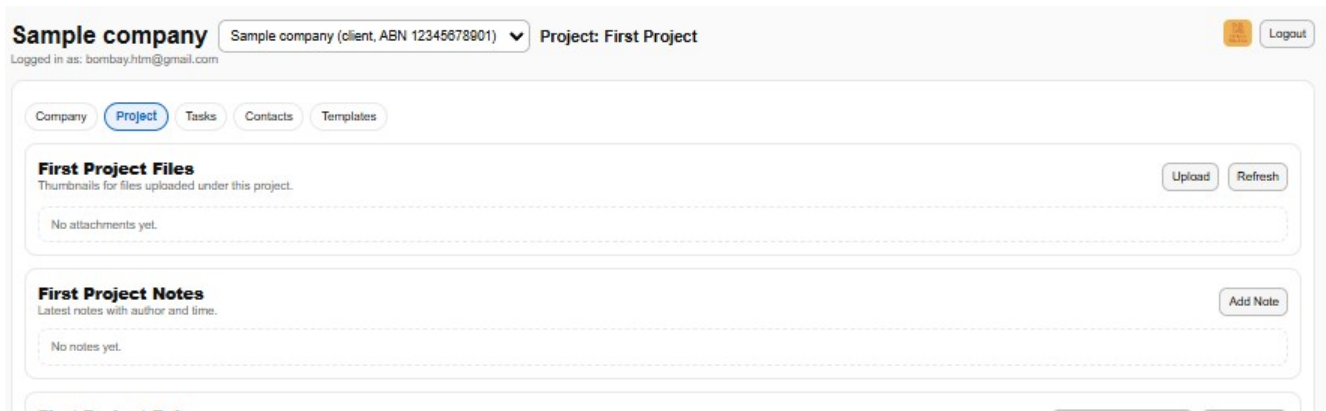 Sample company Sample company (client, ABN 12345678901) Project: First Project Logout
Logged in as: bombay.htm@gmail.com
Company Project Tasks Contacts Templates
First Project Files
Thumbnails for files uploaded under this project.
Upload Refresh
No attachments yet.
First Project Notes
Latest notes with author and time.
Add Note
No notes yet.